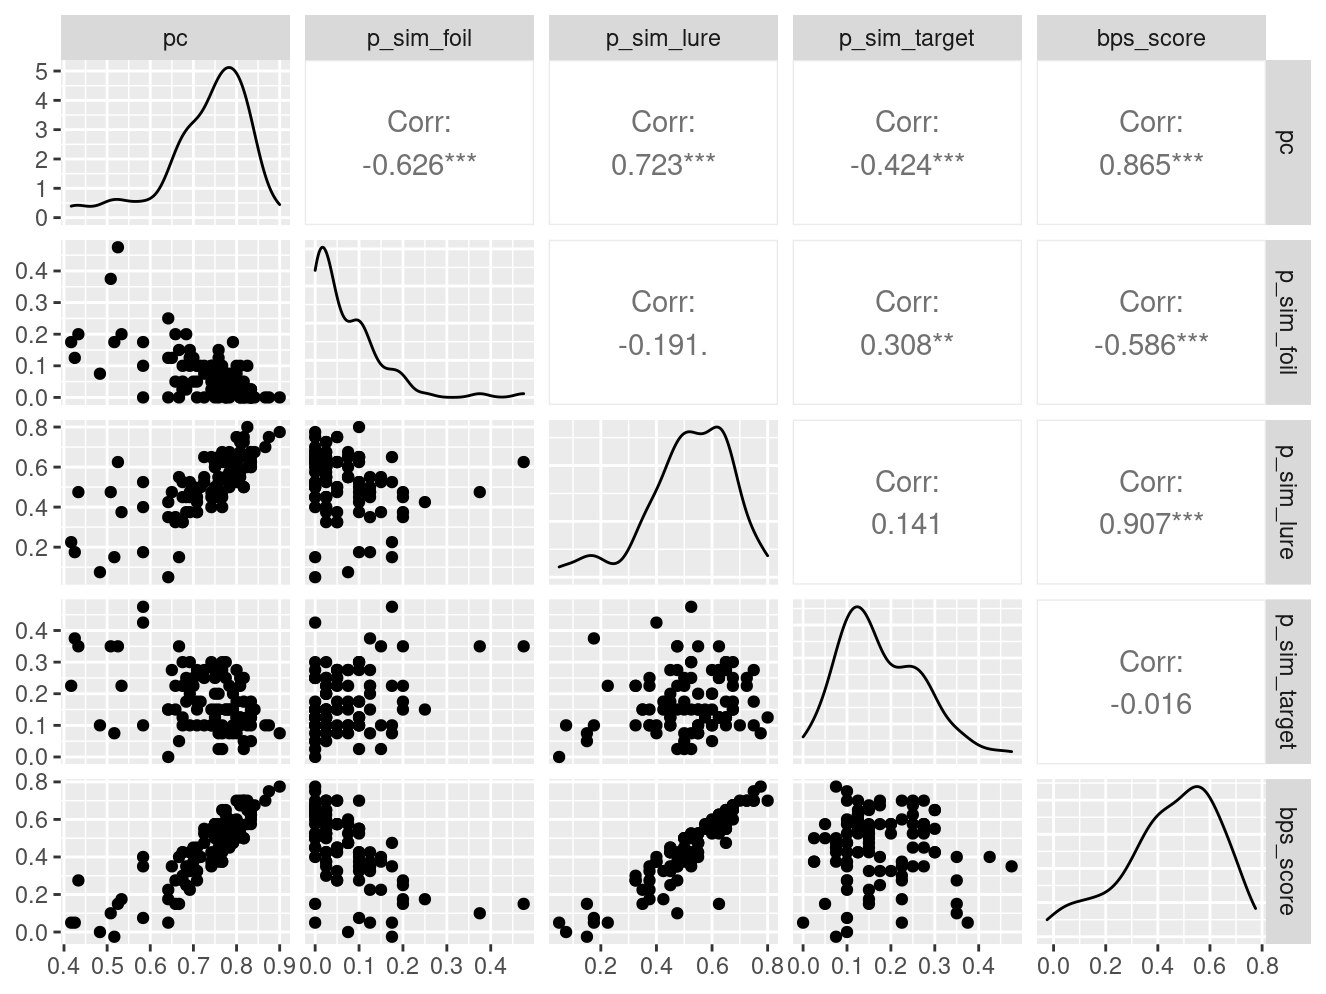 pc p_sim_foil p_sim_lure p_sim_target bps_score
5
4
3
2
1
0
Corr:
-0.626***
Corr:
0.723***
Corr:
-0.424***
Corr:
0.865***
pc
0.4
0.3
0.2
0.1
0.0
Corr:
-0.191.
Corr:
0.308**
Corr:
-0.586***
p_sim_foil
0.8
0.6
0.4
0.2
Corr:
0.141
Corr:
0.907***
p_sim_lure
0.4
0.3
0.2
0.1
0.0
Corr:
-0.016
p_sim_target
0.8
0.6
0.4
0.2
0.0
bps_score
0.4 0.5 0.6 0.7 0.8 0.9 0.0 0.1 0.2 0.3 0.4 0.2 0.4 0.6 0.8 0.0 0.1 0.2 0.3 0.4 0.0 0.2 0.4 0.6 0.8